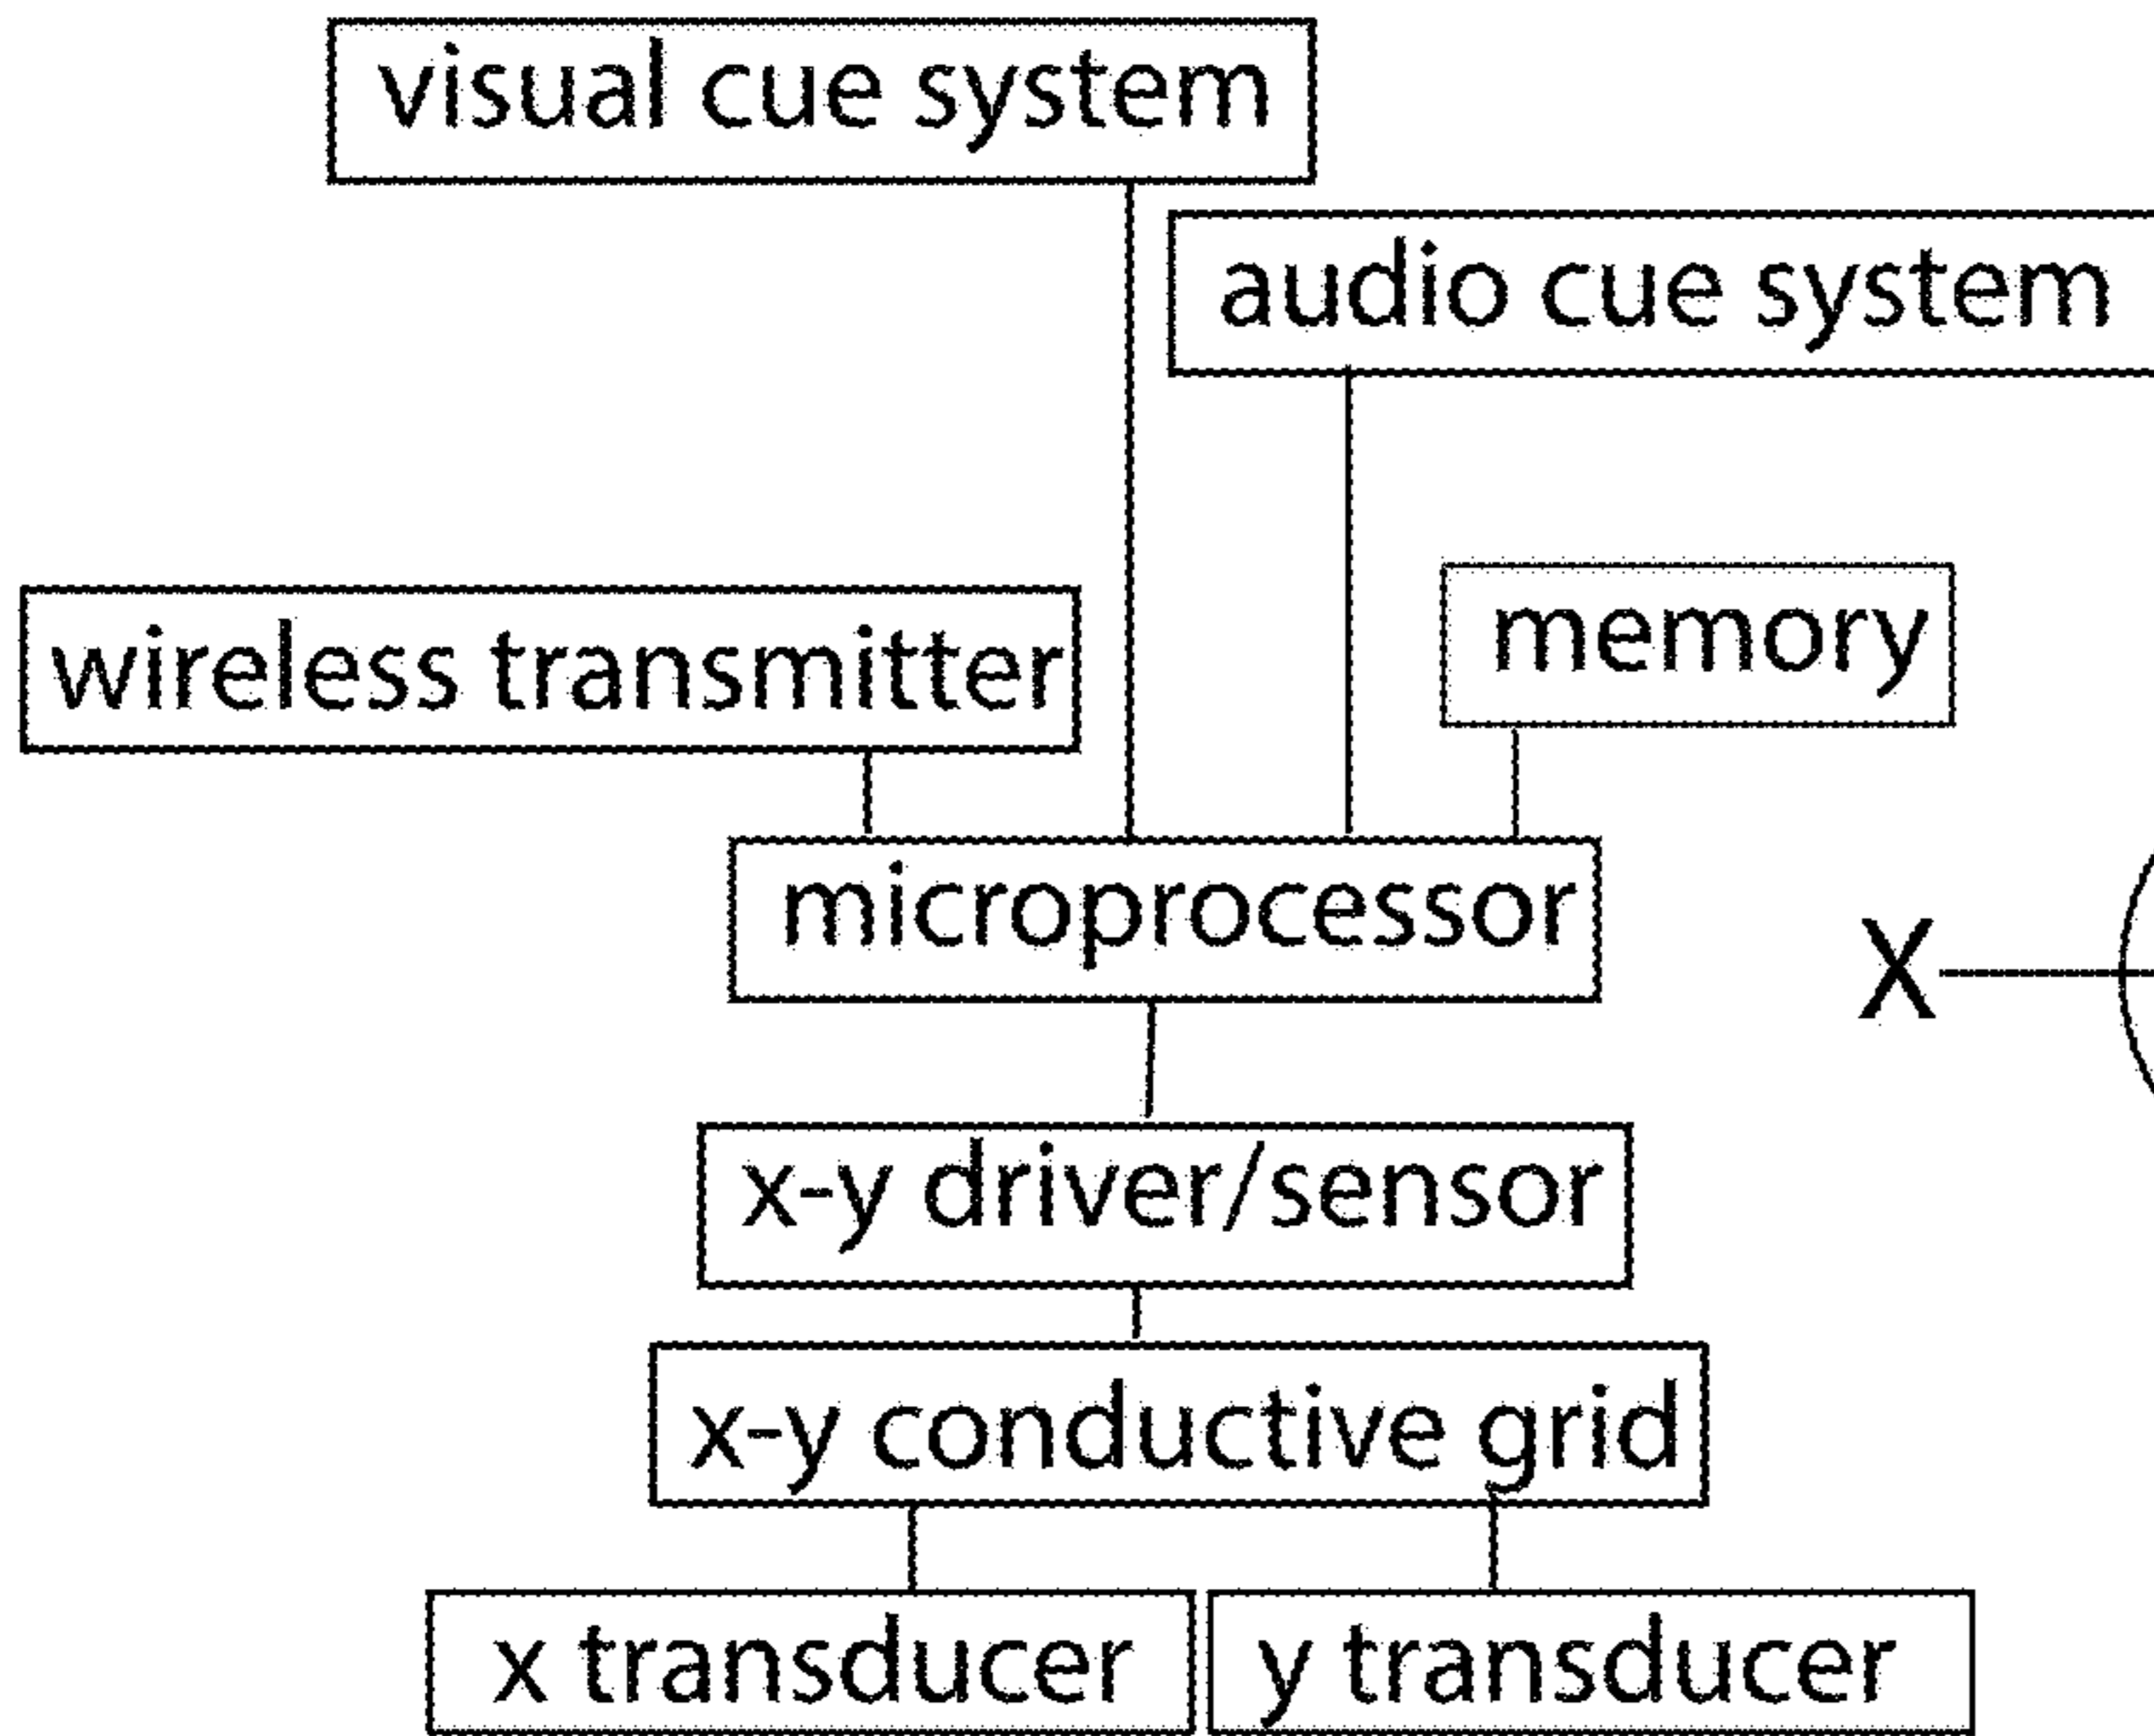 visual cue system
audio cue system
wireless transmitter
memory
microprocessor
X
x-y driver/sensor
x-y conductive grid
x transducer
y transducer